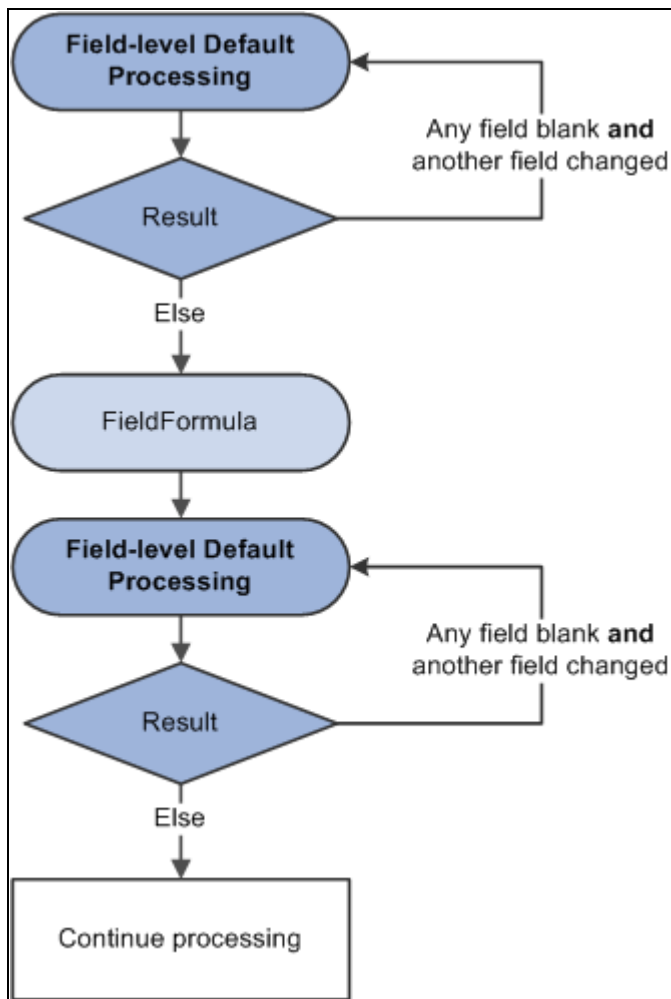 Field-level Default
Processing
Any field blank and
another field changed
Result
Else
FieldFormula
Field-level Default
Processing
Any field blank and
another field changed
Result
Else
Continue processing